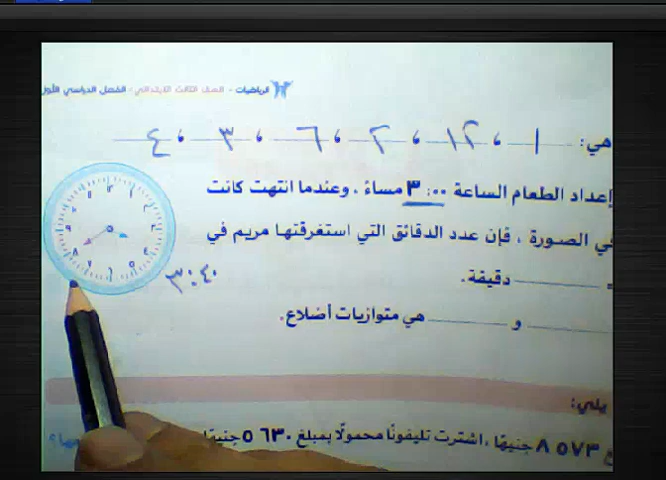 الرياضيات - الصف الثالث الابتدائي - الفصل الدراسي الأول
هي: ١ ، ١٢ ، ٢ ، ٦ ، ٣ ، ٤
إعداد الطعام الساعة ٣:٠٠ مساءً ، وعندما انتهت كانت
في الصورة ، فإن عدد الدقائق التي استغرقتها مريم في
٣:٤٠
دقيقة.
و هي متوازيات أضلاع.
يلي:
٨٥٧٣ جنيهًا ، اشترت تليفونًا محمولًا بمبلغ ٥٦٣٠ جنيهًا